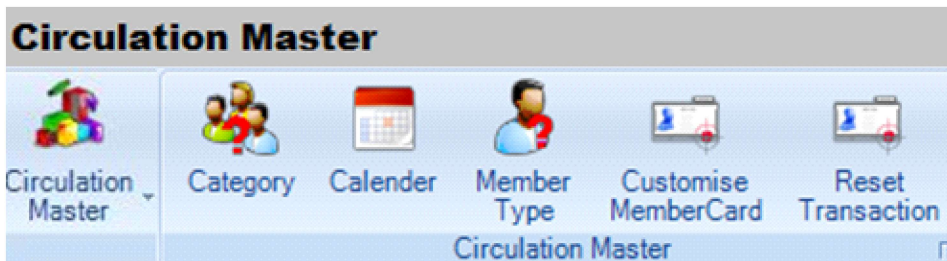 Circulation Master
Circulation Master
Category
Calender
Member Type
Customise MemberCard
Reset Transaction
Circulation Master